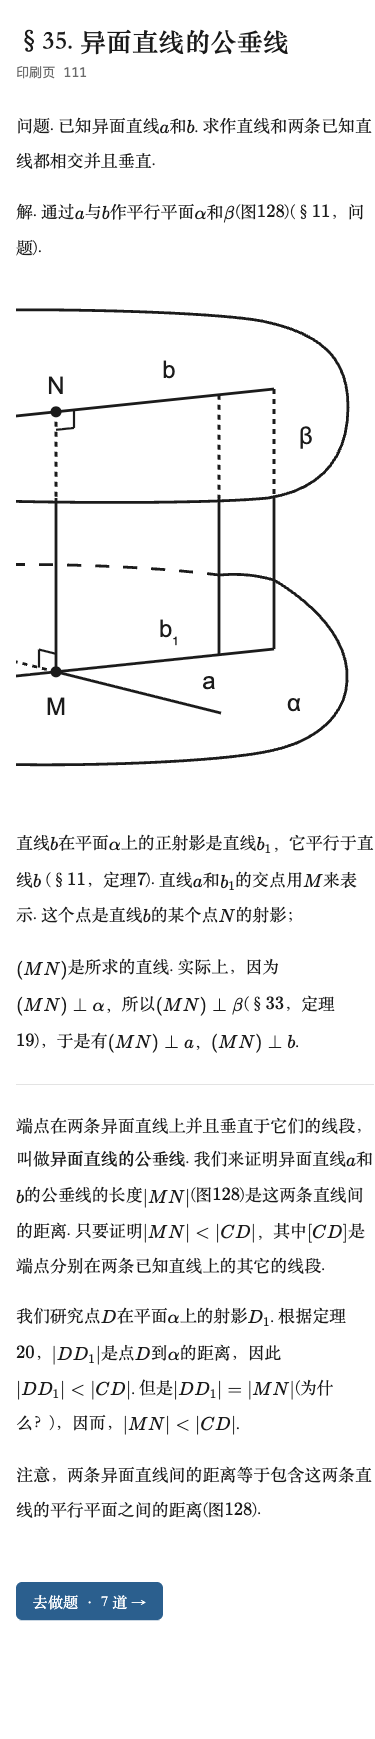 §35. 异面直线的公垂线
印刷页 111
问题. 已知异面直线a和b. 求作直线和两条已知直
线都相交并且垂直.
解. 通过a与b作平行平面α和β(图128)(§11，问
题).
N
b
β
b₁
a
M
α
直线b在平面α上的正射影是直线b₁，它平行于直
线b (§11，定理7). 直线a和b₁的交点用M来表
示. 这个点是直线b的某个点N的射影；
(MN)是所求的直线. 实际上，因为
(MN) ⊥ α，所以(MN) ⊥ β(§33，定理
19)，于是有(MN) ⊥ a，(MN) ⊥ b.
端点在两条异面直线上并且垂直于它们的线段，
叫做异面直线的公垂线. 我们来证明异面直线a和
b的公垂线的长度|MN|(图128)是这两条直线间
的距离. 只要证明|MN| < |CD|，其中[CD]是
端点分别在两条已知直线上的其它的线段.
我们研究点D在平面α上的射影D₁. 根据定理
20，|DD₁|是点D到α的距离，因此
|DD₁| < |CD|. 但是|DD₁| = |MN|(为什
么？)，因而，|MN| < |CD|.
注意，两条异面直线间的距离等于包含这两条直
线的平行平面之间的距离(图128).
去做题 · 7 道 →